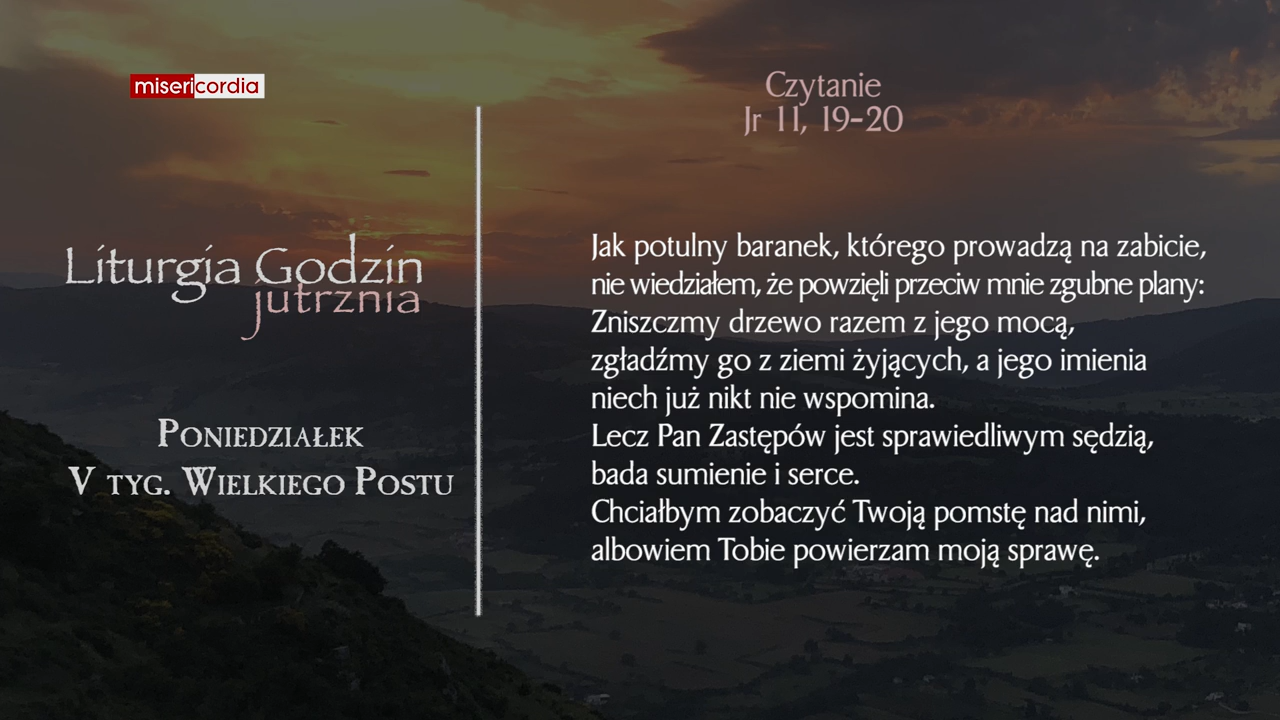 misericordia
Liturgia Godzin
jutrznia
Poniedziałek
V tyg. Wielkiego Postu
Czytanie
Jr 11, 19-20
Jak potulny baranek, którego prowadzą na zabicie,
nie wiedziałem, że powzięli przeciw mnie zgubne plany:
Zniszczmy drzewo razem z jego mocą,
zgładźmy go z ziemi żyjących, a jego imienia
niech już nikt nie wspomina.
Lecz Pan Zastępów jest sprawiedliwym sędzią,
bada sumienie i serce.
Chciałbym zobaczyć Twoją pomstę nad nimi,
albowiem Tobie powierzam moją sprawę.